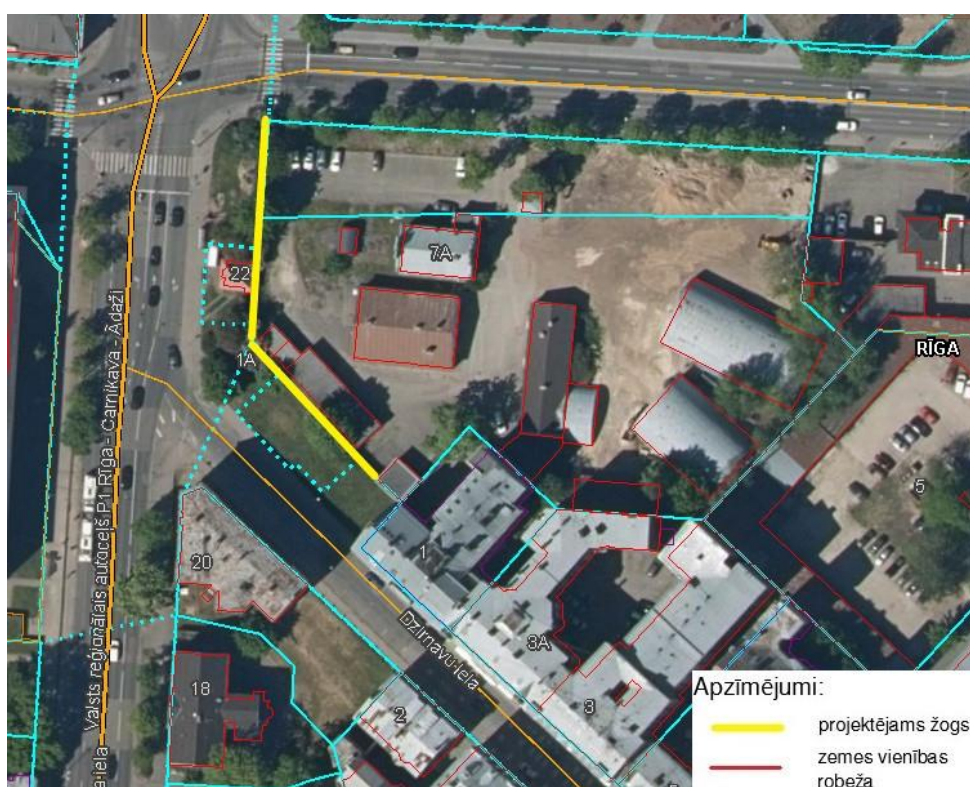 7A
22
1A
RĪGA
Valsts reģionālais autoceļš P1 Rīga - Carnikava - Ādaži
5
1
20
3A
Dzirnavu iela
18
2
3
a iela
Apzīmējumi:
projektējams žogs
zemes vienības
robeža